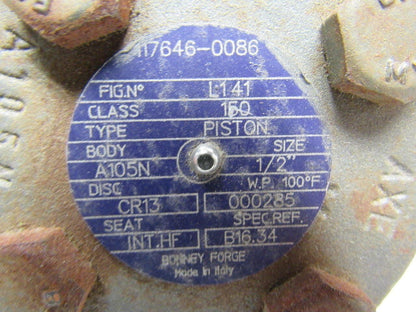 117646-0086
FIG.Nº L141
CLASS 150
TYPE PISTON
BODY SIZE
A105N 1/2"
DISC W.P. 100°F
CR13 000285
SEAT SPEC.REF.
INT.HF B16.34
BONNEY FORGE
Made in Italy
A105N